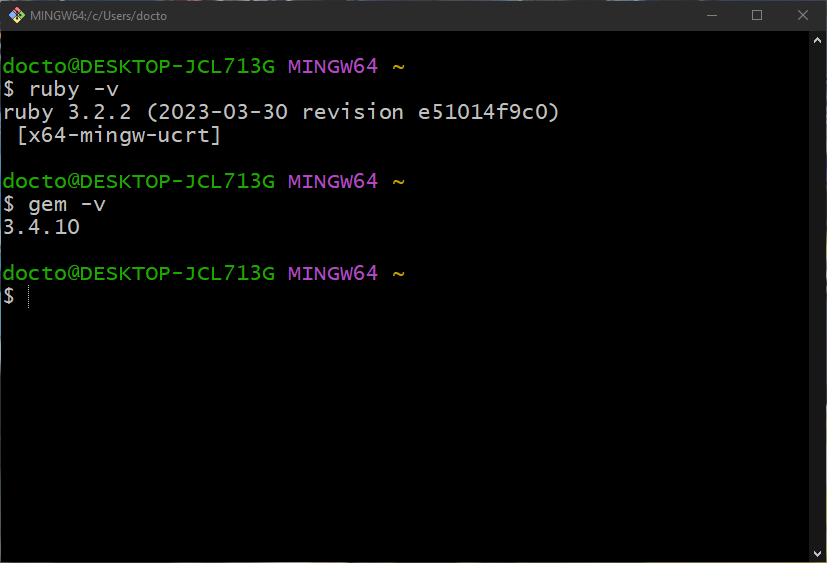 MINGW64:/c/Users/docto
docto@DESKTOP-JCL713G MINGW64 ~
$ ruby -v
ruby 3.2.2 (2023-03-30 revision e51014f9c0)
 [x64-mingw-ucrt]
docto@DESKTOP-JCL713G MINGW64 ~
$ gem -v
3.4.10
docto@DESKTOP-JCL713G MINGW64 ~
$